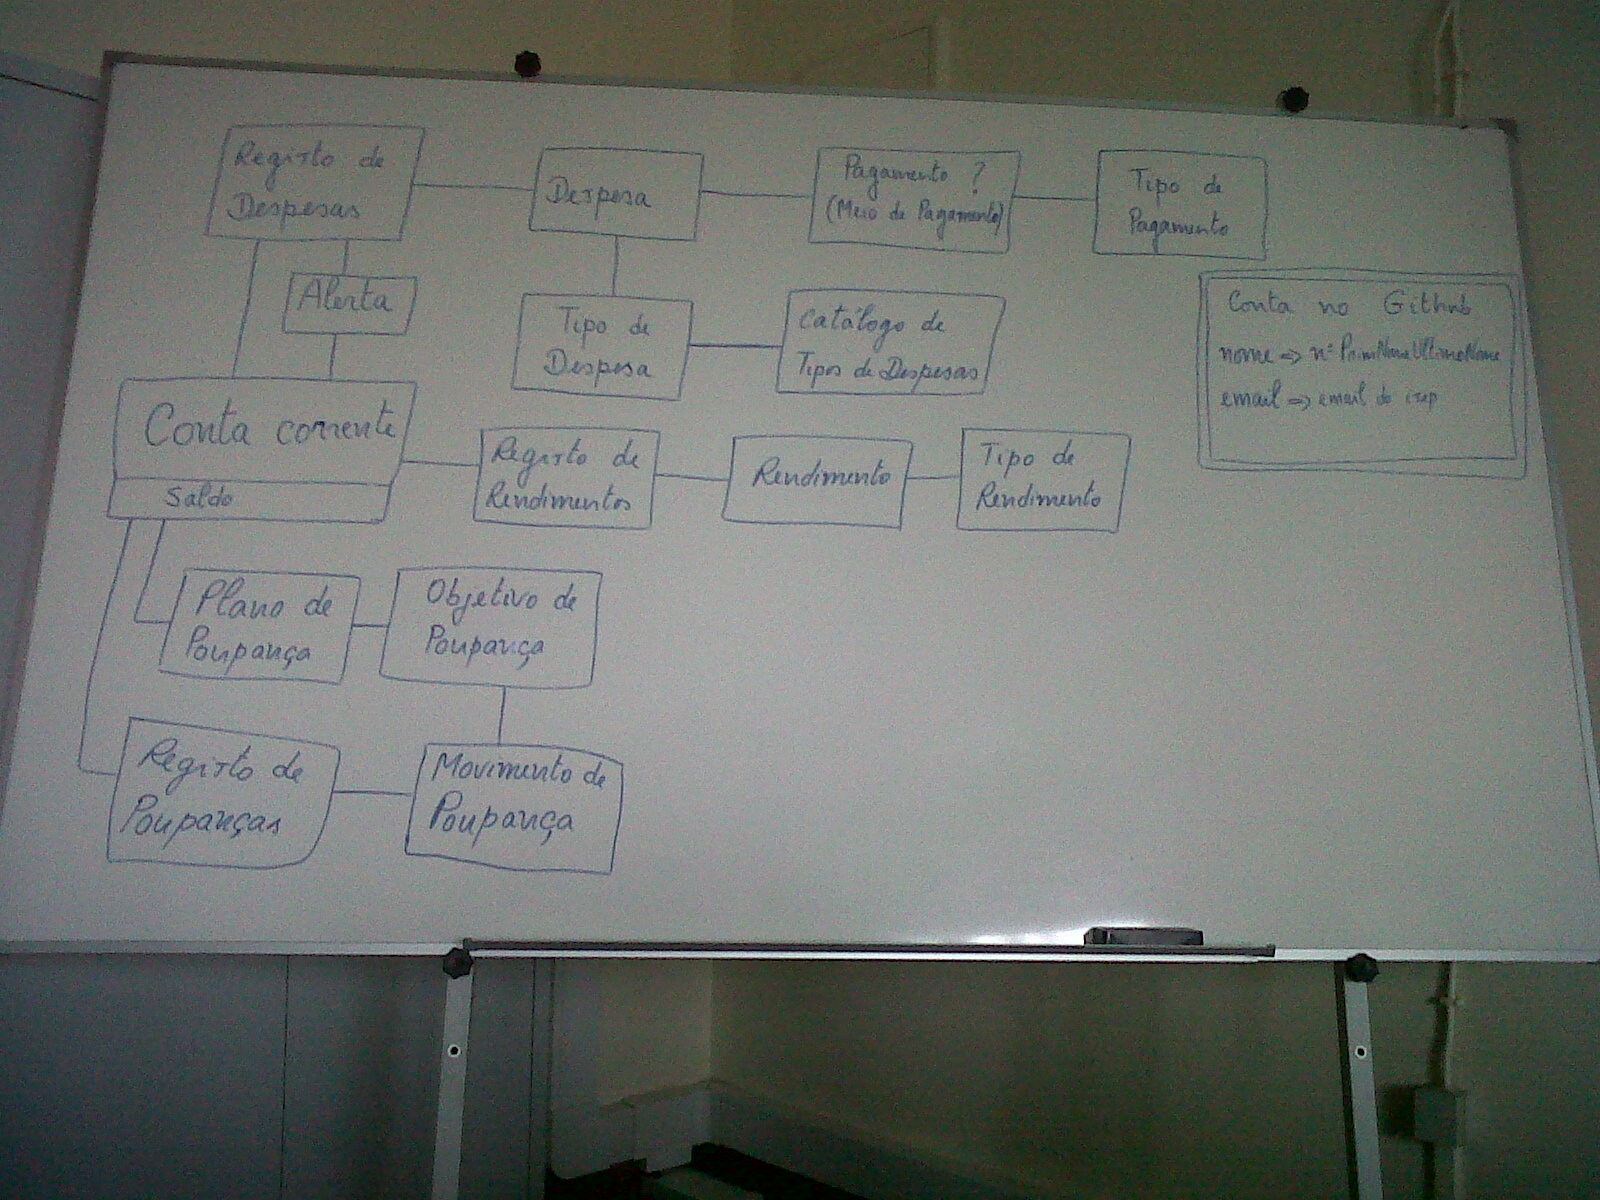 Registo de
Despesas
Despesa
Pagamento ?
(Meio de Pagamento)
Tipo de
Pagamento
Alerta
Tipo de
Despesa
Catálogo de
Tipos de Despesas
Conta no Github
nome => nº PrimNomeUltimoNome
email => email do isep
Conta corrente
Saldo
Registo de
Rendimentos
Rendimento
Tipo de
Rendimento
Plano de
Poupança
Objetivo de
Poupança
Registo de
Poupanças
Movimento de
Poupança